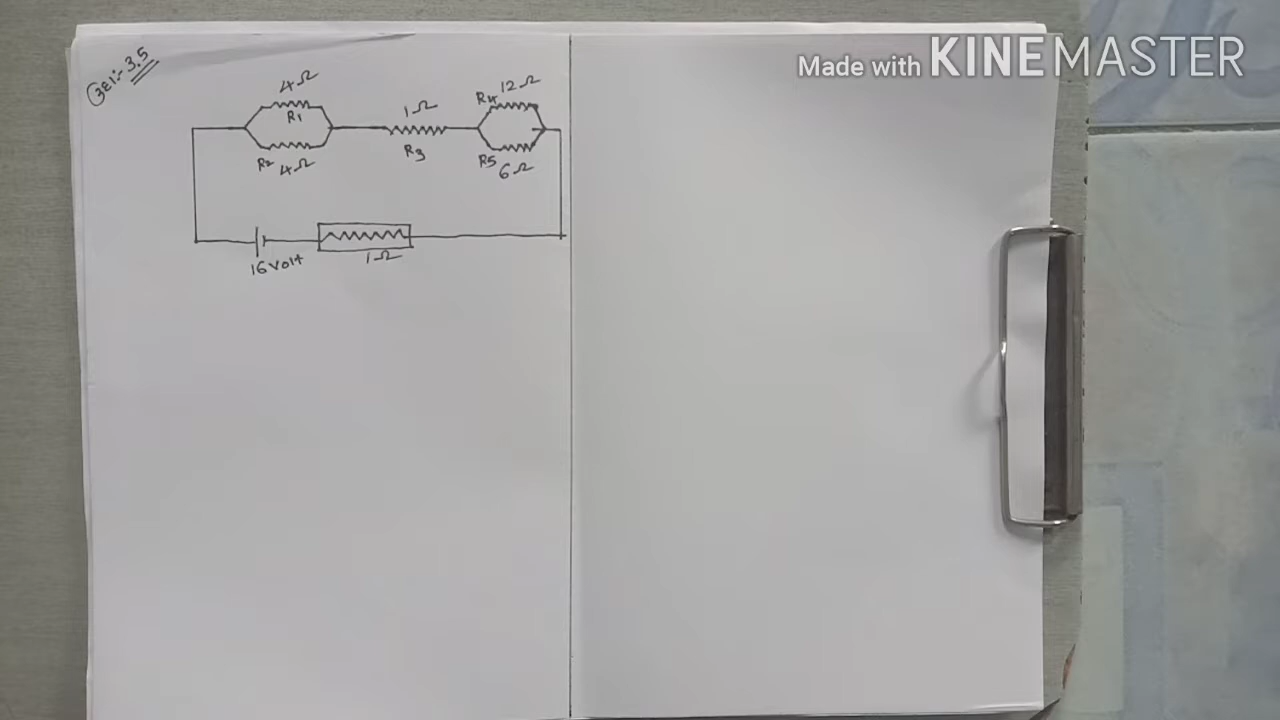 Made with KINEMASTER
3.5
4Ω
R1
R2 4Ω
1Ω
R3
R4 12Ω
R5
6Ω
16 Volt
1Ω